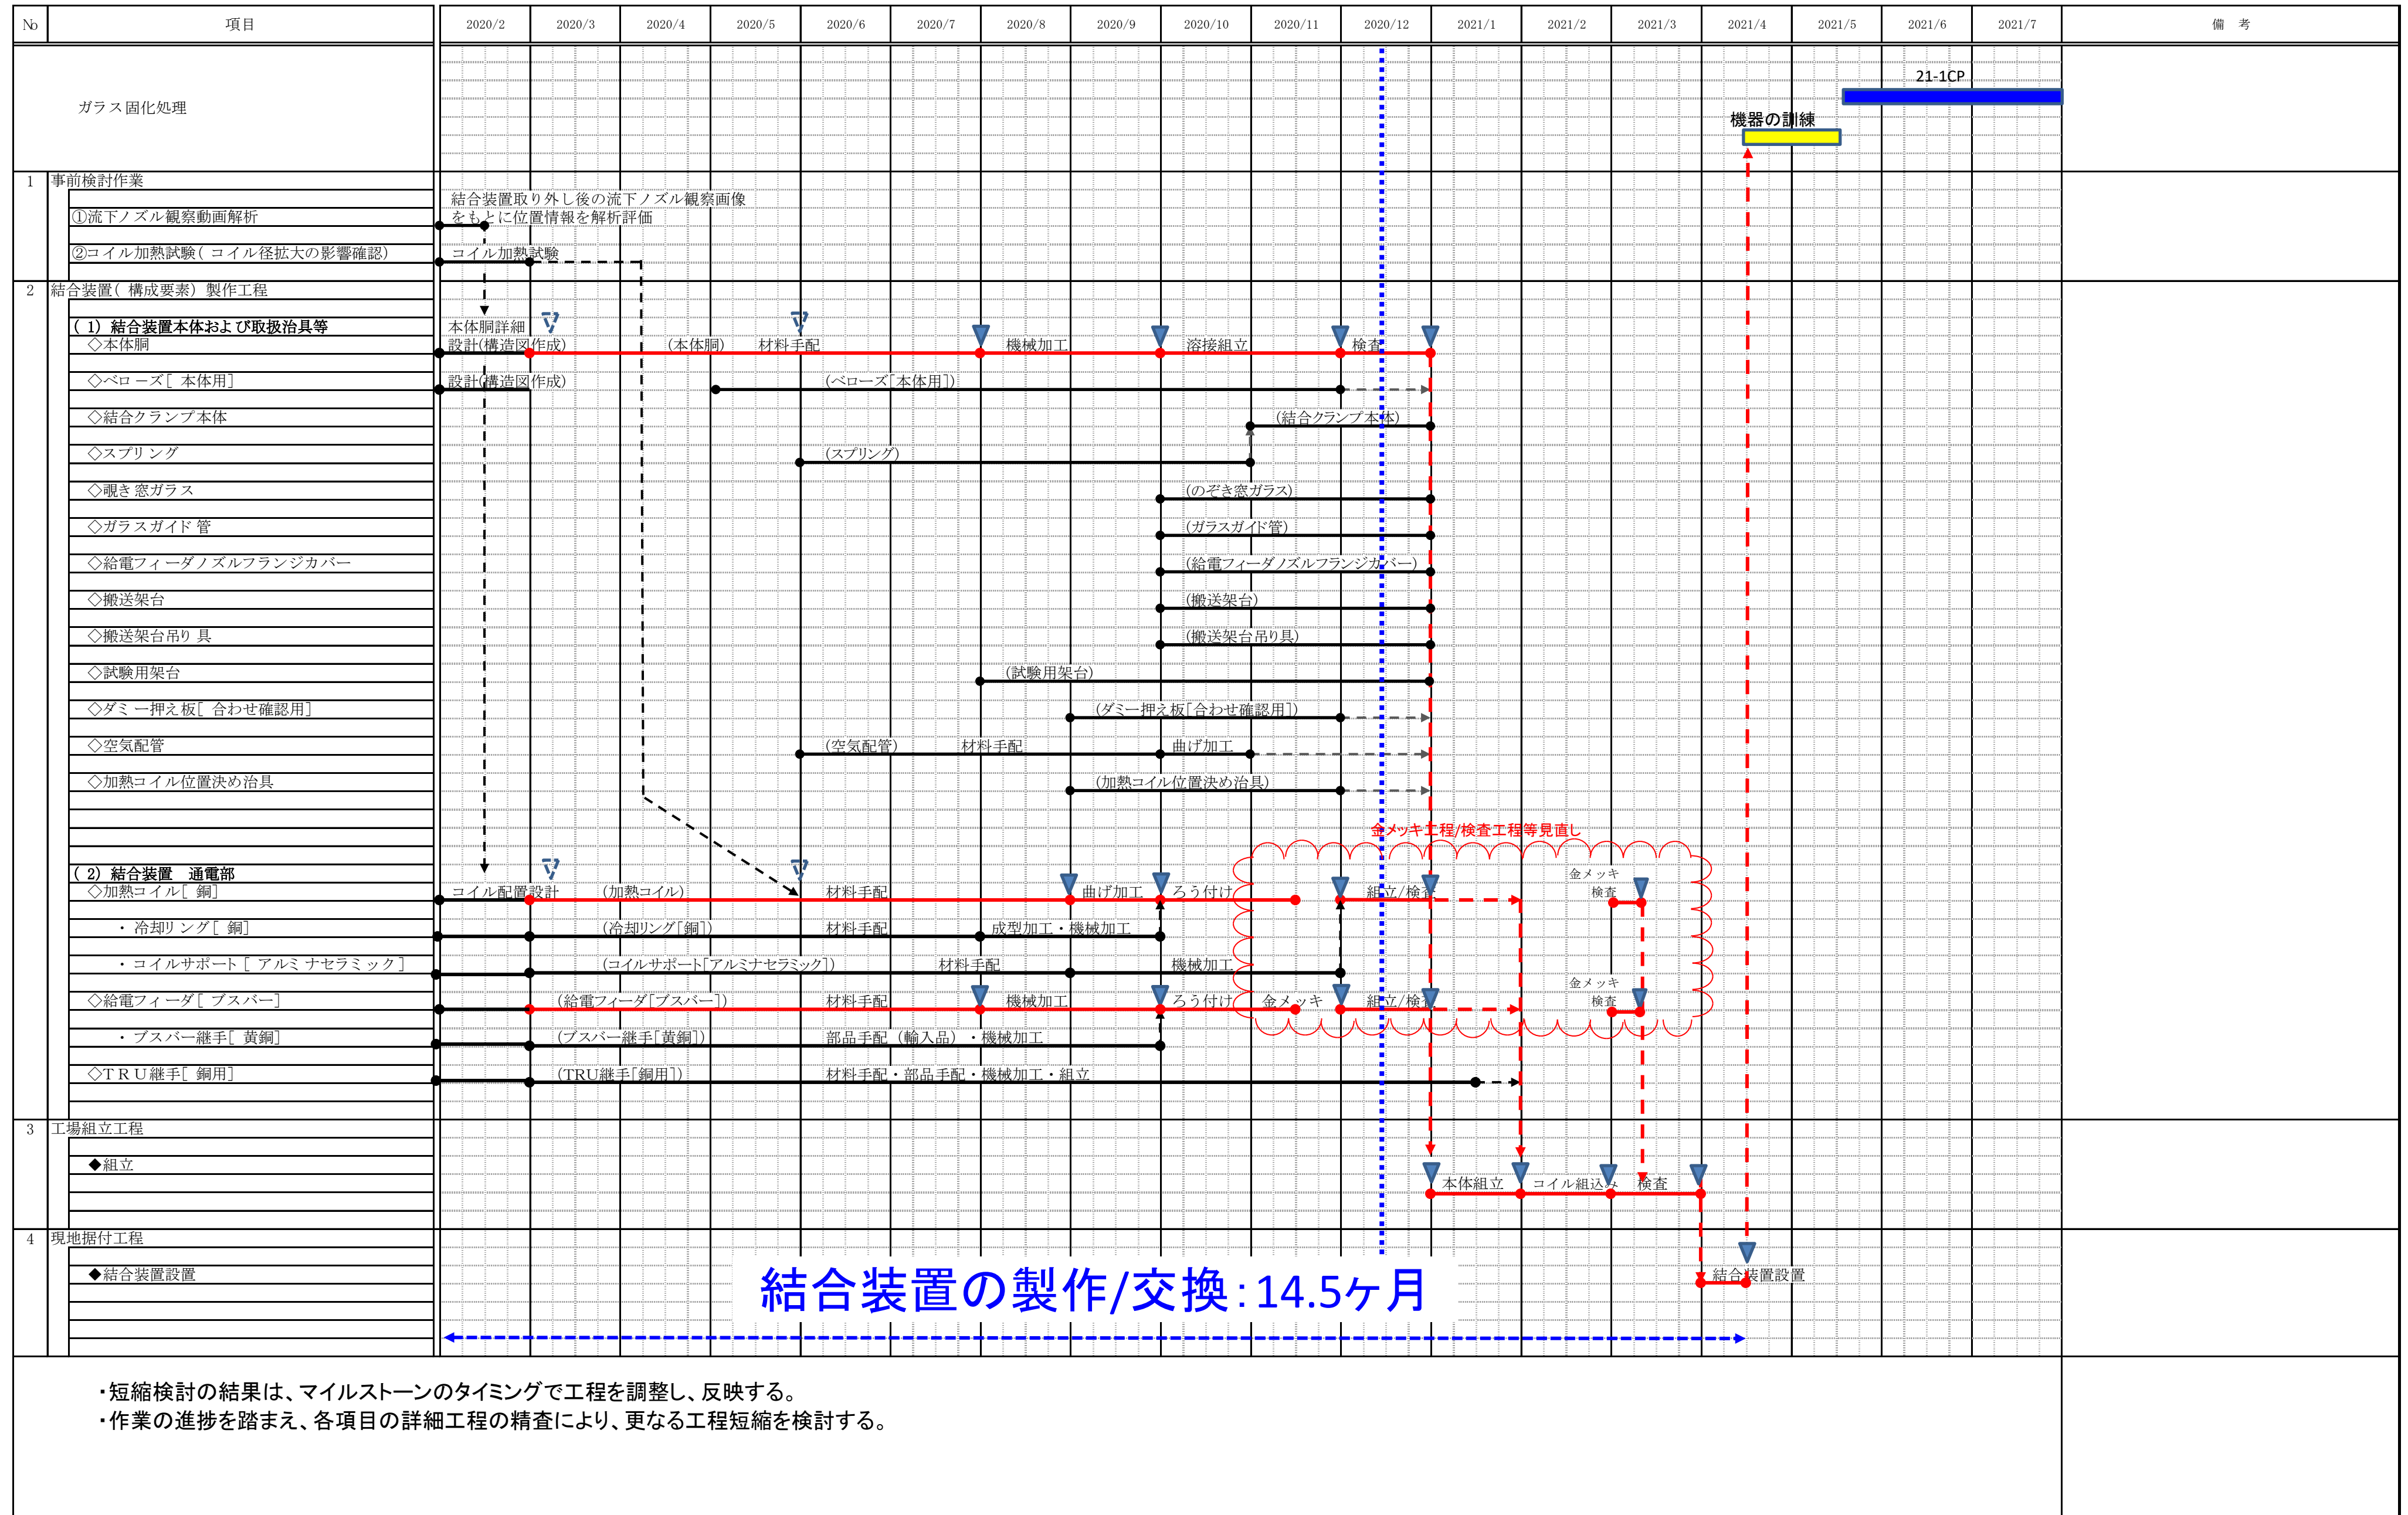 No 項目 2020/2 2020/3 2020/4 2020/5 2020/6 2020/7 2020/8 2020/9 2020/10 2020/11 2020/12 2021/1 2021/2 2021/3 2021/4 2021/5 2021/6 2021/7 備 考
21-1CP
ガラス固化処理
機器の訓練
1 事前検討作業
結合装置取り外し後の流下ノズル観察画像
①流下ノズル観察動画解析 をもとに位置情報を解析評価
②コイル加熱試験(コイル径拡大の影響確認) コイル加熱試験
2 結合装置(構成要素)製作工程
(1)結合装置本体および取扱治具等 本体胴詳細
◇本体胴 設計(構造図作成) (本体胴) 材料手配 機械加工 溶接組立 検査
◇ベローズ[本体用] 設計(構造図作成) (ベローズ[本体用])
◇結合クランプ本体 (結合クランプ本体)
◇スプリング (スプリング)
◇覗き窓ガラス (のぞき窓ガラス)
◇ガラスガイド管 (ガラスガイド管)
◇給電フィーダノズルフランジカバー (給電フィーダノズルフランジカバー)
◇搬送架台 (搬送架台)
◇搬送架台吊り具 (搬送架台吊り具)
◇試験用架台 (試験用架台)
◇ダミー押え板[合わせ確認用] (ダミー押え板[合わせ確認用])
◇空気配管 (空気配管) 材料手配 曲げ加工
◇加熱コイル位置決め治具 (加熱コイル位置決め治具)
金メッキ工程/検査工程等見直し
(2)結合装置 通電部 金メッキ
◇加熱コイル[銅] コイル配置設計 (加熱コイル) 材料手配 曲げ加工 ろう付け 組立/検査 検査
・冷却リング[銅] (冷却リング[銅]) 材料手配 成型加工・機械加工
・コイルサポート[アルミナセラミック] (コイルサポート[アルミナセラミック]) 材料手配 機械加工
金メッキ
◇給電フィーダ[ブスバー] (給電フィーダ[ブスバー]) 材料手配 機械加工 ろう付け 金メッキ 組立/検査 検査
・ブスバー継手[黄銅] (ブスバー継手[黄銅]) 部品手配(輸入品)・機械加工
◇TRU継手[銅用] (TRU継手[銅用]) 材料手配・部品手配・機械加工・組立
3 工場組立工程
◆組立 本体組立 コイル組込み 検査
4 現地据付工程
◆結合装置設置 結合装置設置
結合装置の製作/交換:14.5ヶ月
・短縮検討の結果は、マイルストーンのタイミングで工程を調整し、反映する。
・作業の進捗を踏まえ、各項目の詳細工程の精査により、更なる工程短縮を検討する。